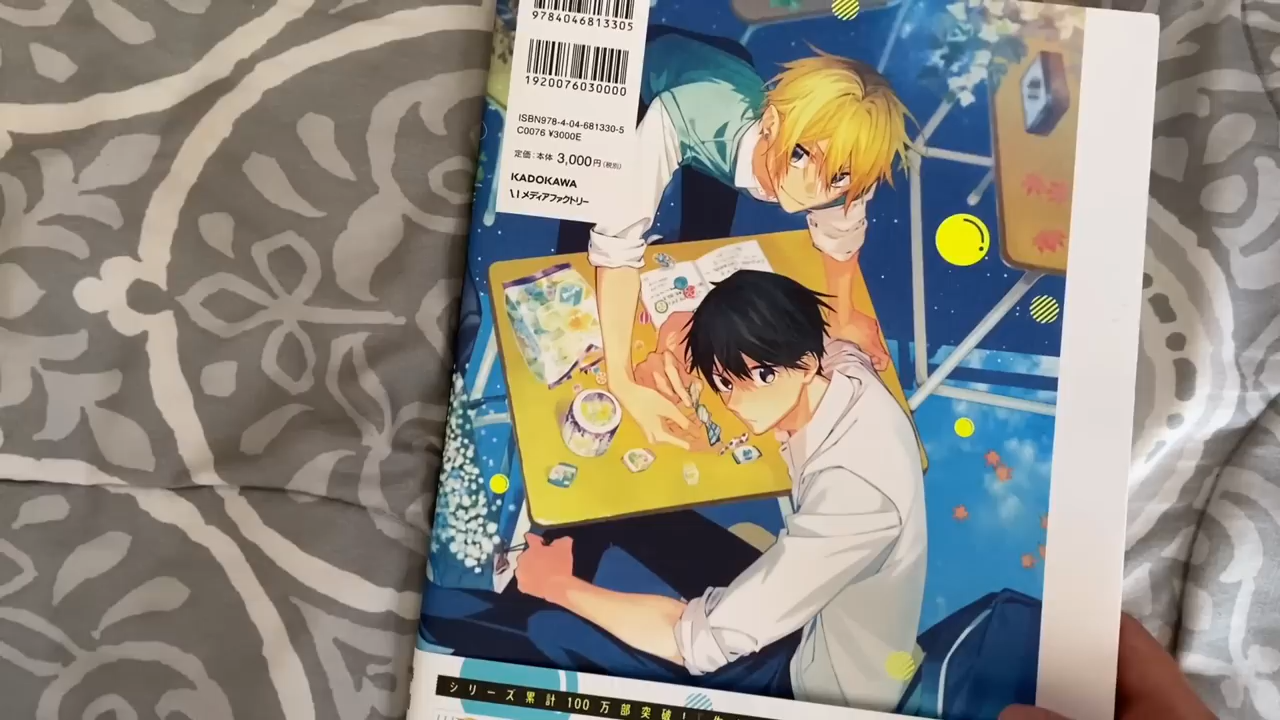 9784046813305
1920076030000
ISBN978-4-04-681330-5
C0076 ¥3000E
定価:本体 3,000円(税別)
KADOKAWA
メディアファクトリー
シリーズ累計100万部突破!